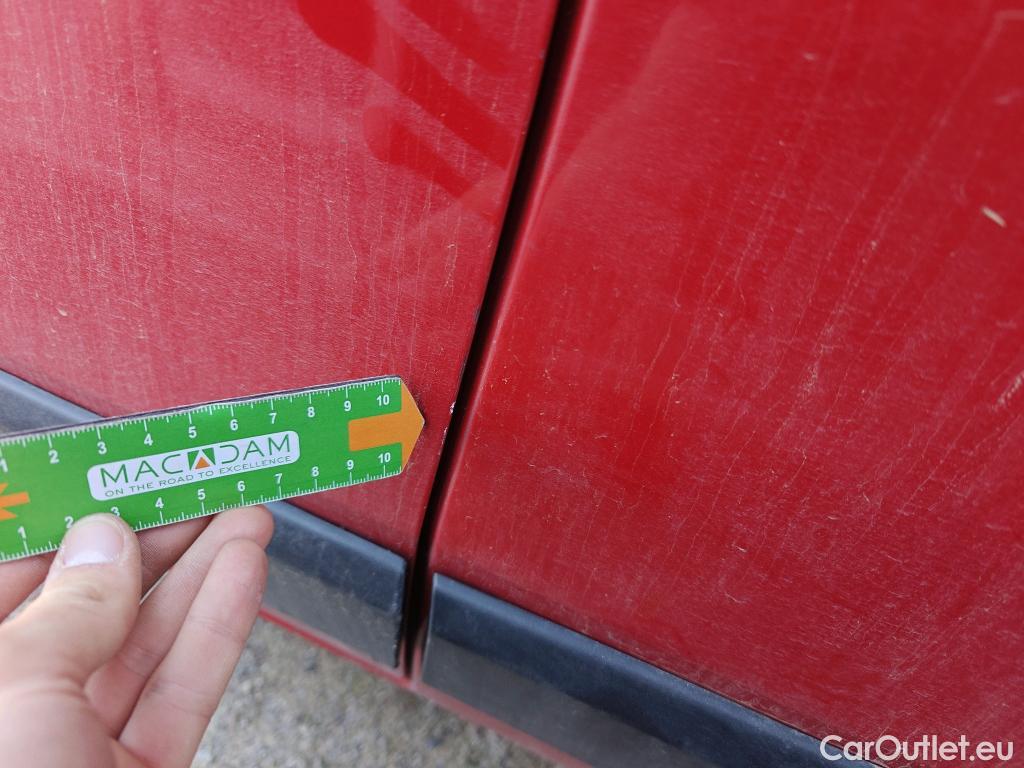 1 2 3 4 5 6 7 8 9 10
MACADAM
ON THE ROAD TO EXCELLENCE
1 2 3 4 5 6 7 8 9 10
CarOutlet.eu